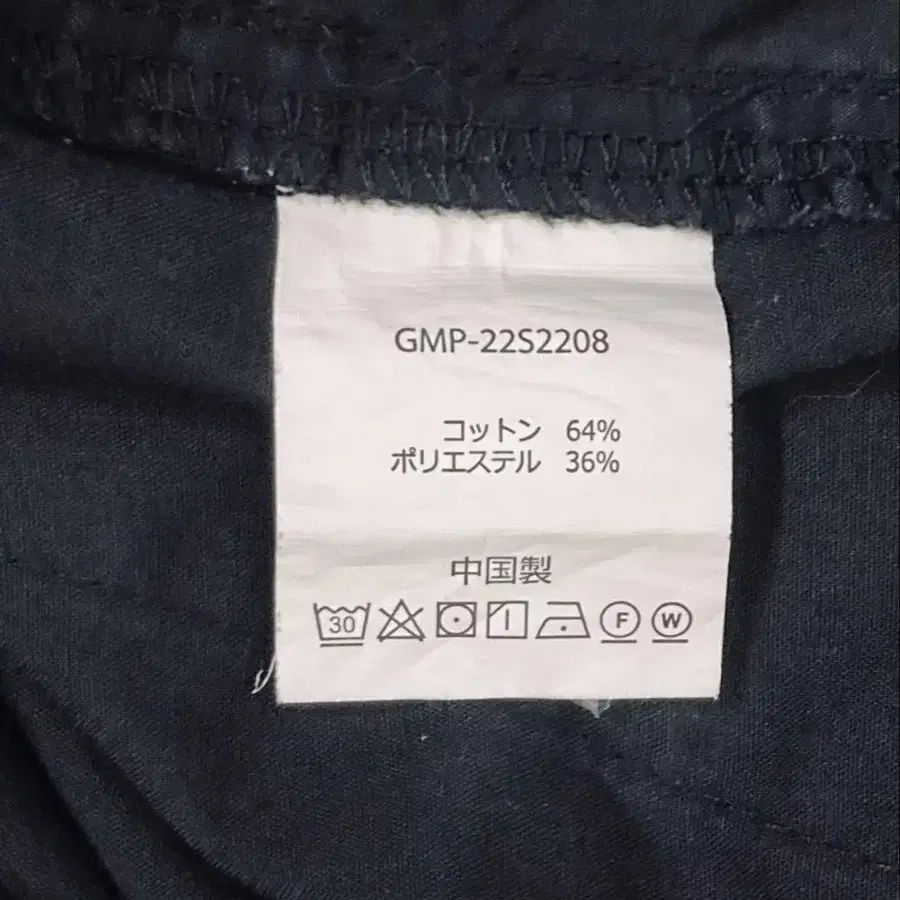 GMP-22S2208
コットン 64%
ポリエステル 36%
中国製
30 F W